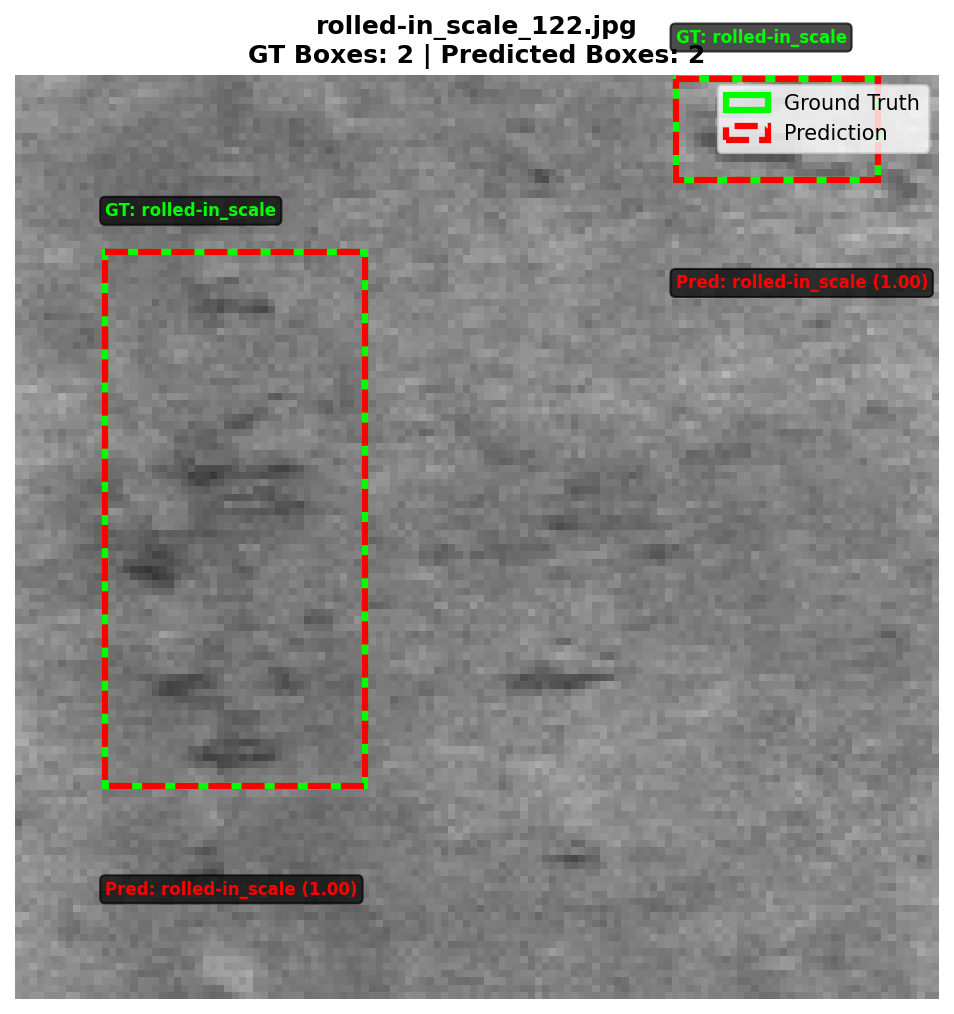 rolled-in_scale_122.jpg
GT Boxes: 2 | Predicted Boxes: 2
GT: rolled-in_scale
Ground Truth
Prediction
GT: rolled-in_scale
Pred: rolled-in_scale (1.00)
Pred: rolled-in_scale (1.00)